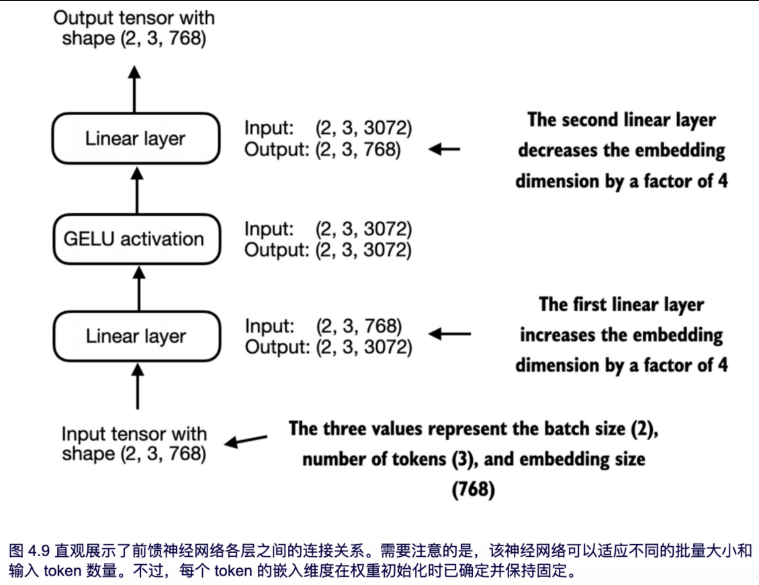 Output tensor with
shape (2, 3, 768)
Linear layer
Input: (2, 3, 3072)
Output: (2, 3, 768)
The second linear layer
decreases the embedding
dimension by a factor of 4
GELU activation
Input: (2, 3, 3072)
Output: (2, 3, 3072)
Linear layer
Input: (2, 3, 768)
Output: (2, 3, 3072)
The first linear layer
increases the embedding
dimension by a factor of 4
Input tensor with
shape (2, 3, 768)
The three values represent the batch size (2),
number of tokens (3), and embedding size
(768)
图 4.9 直观展示了前馈神经网络各层之间的连接关系。需要注意的是，该神经网络可以适应不同的批量大小和
输入 token 数量。不过，每个 token 的嵌入维度在权重初始化时已确定并保持固定。